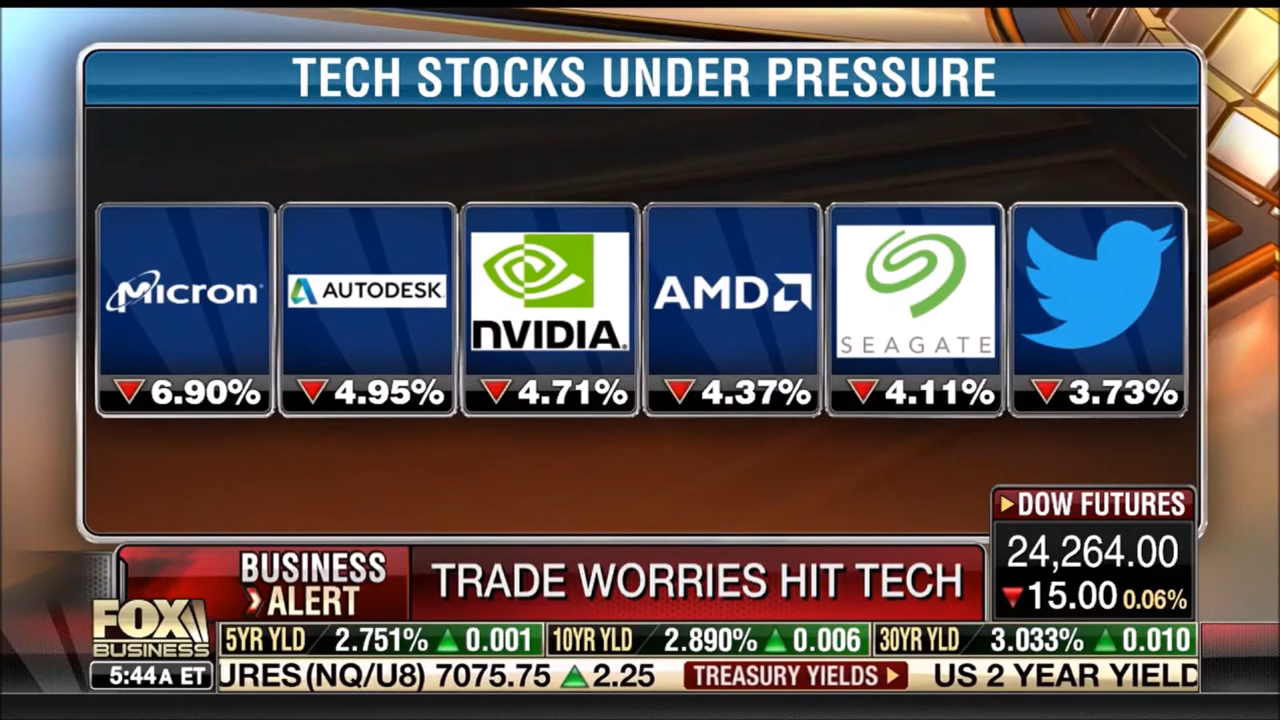 TECH STOCKS UNDER PRESSURE
Micron AUTODESK NVIDIA. AMD SEAGATE
▼6.90% ▼4.95% ▼4.71% ▼4.37% ▼4.11% ▼3.73%
▶DOW FUTURES
24,264.00
▼15.00 0.06%
BUSINESS
ALERT
TRADE WORRIES HIT TECH
FOX
BUSINESS
5:44A ET
5YR YLD 2.751% ▲ 0.001 10YR YLD 2.890% ▲ 0.006 30YR YLD 3.033% ▲ 0.010
URES (NQ/U8) 7075.75 ▲2.25 TREASURY YIELDS ▶ US 2 YEAR YIELD